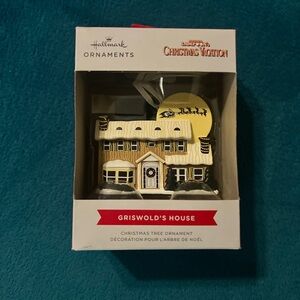 Hallmark
ORNAMENTS
CHRISTMAS VACATION
GRISWOLD'S HOUSE
CHRISTMAS TREE ORNAMENT
DÉCORATION POUR L'ARBRE DE NOËL